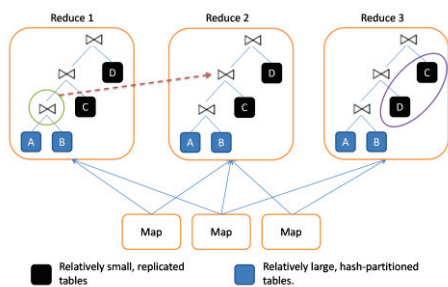 Reduce 1
Reduce 2
Reduce 3
D
C
A
B
D
C
A
B
C
D
A
B
Map
Map
Map
Relatively small, replicated
tables
Relatively large, hash-partitioned
tables.